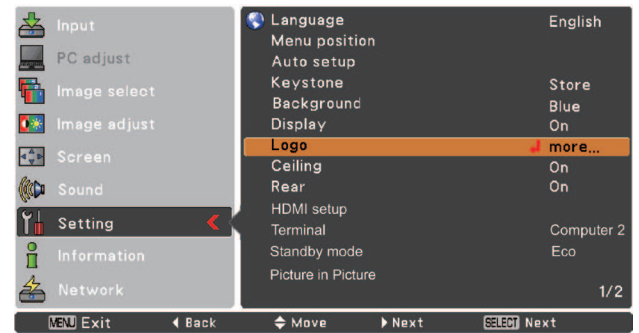 Input
PC adjust
Image select
Image adjust
Screen
Sound
Setting
Information
Network
Language English
Menu position
Auto setup
Keystone Store
Background Blue
Display On
Logo more...
Ceiling On
Rear On
HDMI setup
Terminal Computer 2
Standby mode Eco
Picture in Picture
1/2
MENU Exit Back Move Next SELECT Next